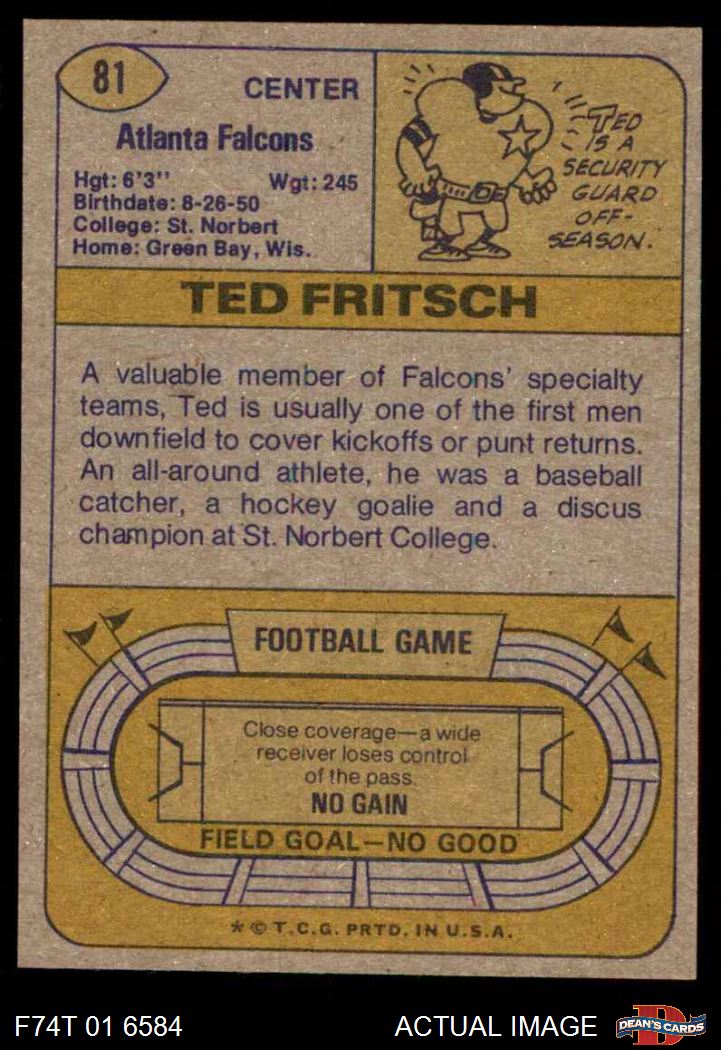 81
CENTER
Atlanta Falcons
Hgt: 6'3" Wgt: 245
Birthdate: 8-26-50
College: St. Norbert
Home: Green Bay, Wis.
TED IS A SECURITY GUARD OFF-SEASON.
TED FRITSCH
A valuable member of Falcons' specialty
teams, Ted is usually one of the first men
downfield to cover kickoffs or punt returns.
An all-around athlete, he was a baseball
catcher, a hockey goalie and a discus
champion at St. Norbert College.
FOOTBALL GAME
Close coverage—a wide
receiver loses control
of the pass.
NO GAIN
FIELD GOAL—NO GOOD
* © T.C.G. PRTD. IN U.S.A.
F74T 01 6584
ACTUAL IMAGE
D
DEAN'S CARDS